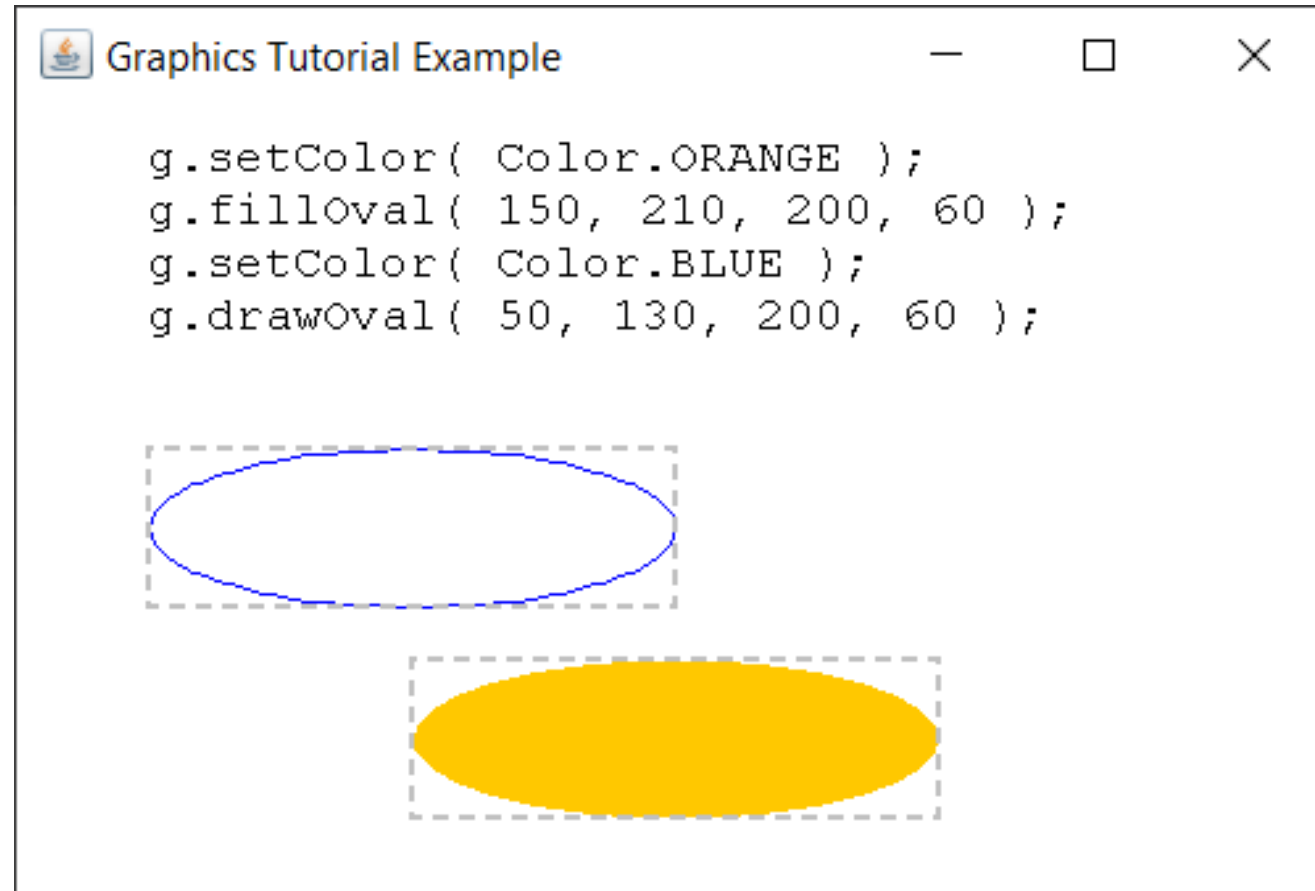 Graphics Tutorial Example
g.setColor( Color.ORANGE );
g.fillOval( 150, 210, 200, 60 );
g.setColor( Color.BLUE );
g.drawOval( 50, 130, 200, 60 );